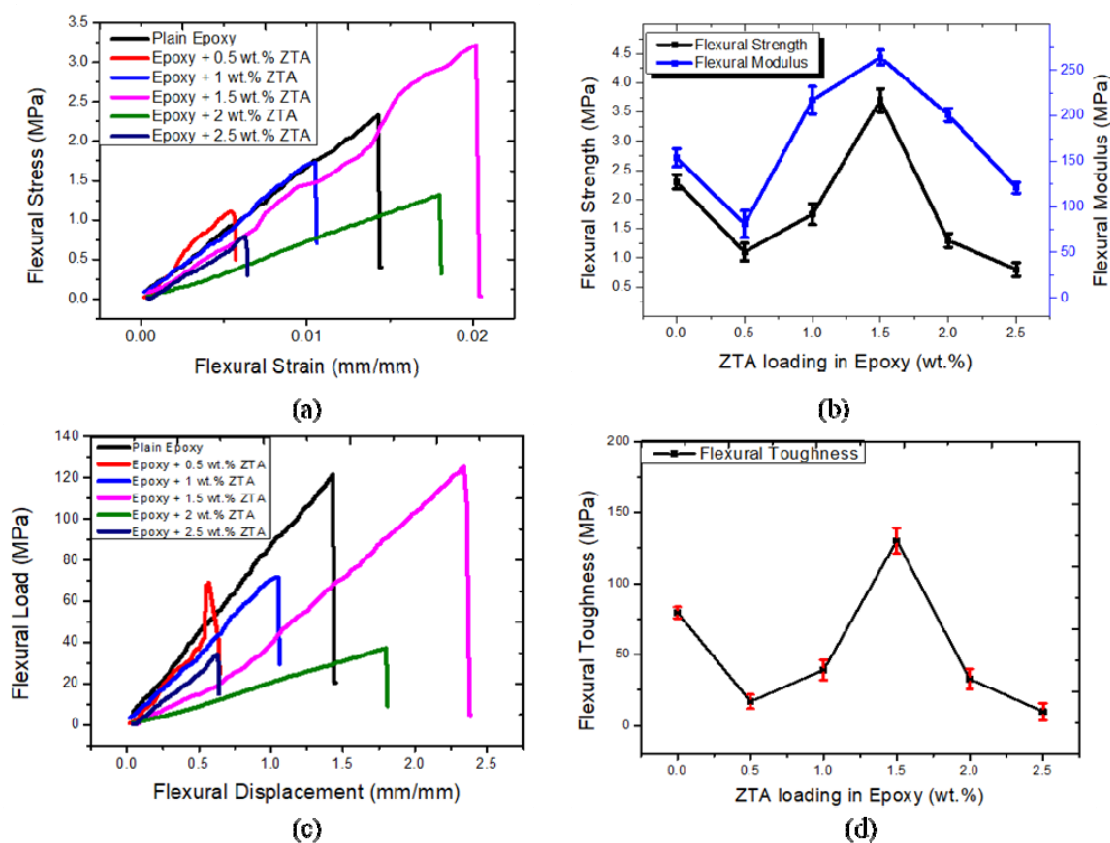 (a)
Plain Epoxy
Epoxy + 0.5 wt.% ZTA
Epoxy + 1 wt.% ZTA
Epoxy + 1.5 wt.% ZTA
Epoxy + 2 wt.% ZTA
Epoxy + 2.5 wt.% ZTA
3.5
3.0
2.5
2.0
1.5
1.0
0.5
0.0
Flexural Stress (MPa)
0.00 0.01 0.02
Flexural Strain (mm/mm)
(a)
(b)
Flexural Strength
Flexural Modulus
4.5
4.0
3.5
3.0
2.5
2.0
1.5
1.0
0.5
Flexural Strength (MPa)
250
200
150
100
50
0
Flexural Modulus (MPa)
0.0 0.5 1.0 1.5 2.0 2.5
ZTA loading in Epoxy (wt.%)
(b)
Plain Epoxy
Epoxy + 0.5 wt.% ZTA
Epoxy + 1 wt.% ZTA
Epoxy + 1.5 wt.% ZTA
Epoxy + 2 wt.% ZTA
Epoxy + 2.5 wt.% ZTA
140
120
100
80
60
40
20
0
Flexural Load (MPa)
0.0 0.5 1.0 1.5 2.0 2.5
Flexural Displacement (mm/mm)
(c)
Flexural Toughness
200
150
100
50
0
Flexural Toughness (MPa)
0.0 0.5 1.0 1.5 2.0 2.5
ZTA loading in Epoxy (wt.%)
(d)